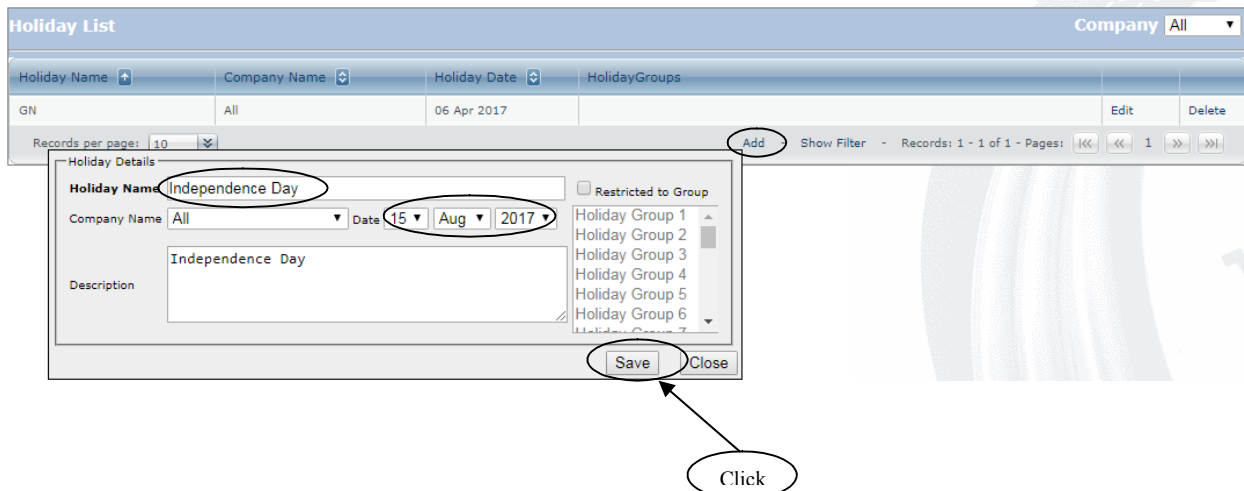 Holiday List Company All
Holiday Name Company Name Holiday Date HolidayGroups
GN All 06 Apr 2017 Edit Delete
Records per page: 10 Add - Show Filter - Records: 1 - 1 of 1 - Pages: 1
Holiday Details
Holiday Name Independence Day Restricted to Group
Company Name All Date 15 Aug 2017
Holiday Group 1
Holiday Group 2
Description Independence Day
Holiday Group 3
Holiday Group 4
Holiday Group 5
Holiday Group 6
Holiday Group 7
Save Close
Click